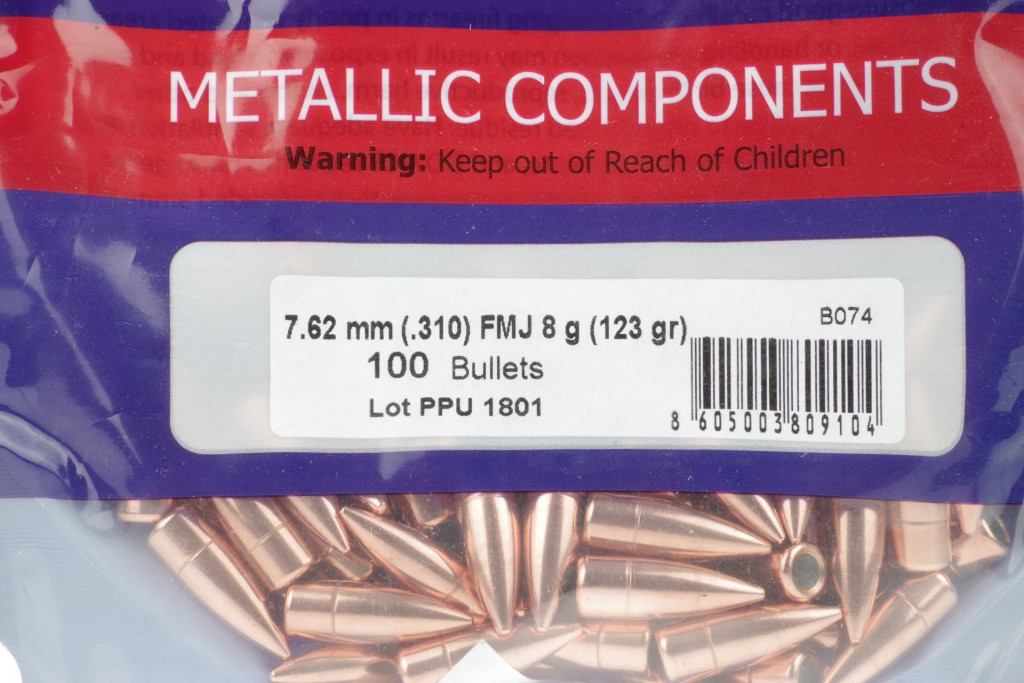 METALLIC COMPONENTS
Warning: Keep out of Reach of Children
B074
7.62 mm (.310) FMJ 8 g (123 gr)
100 Bullets
Lot PPU 1801
8 605003 809104